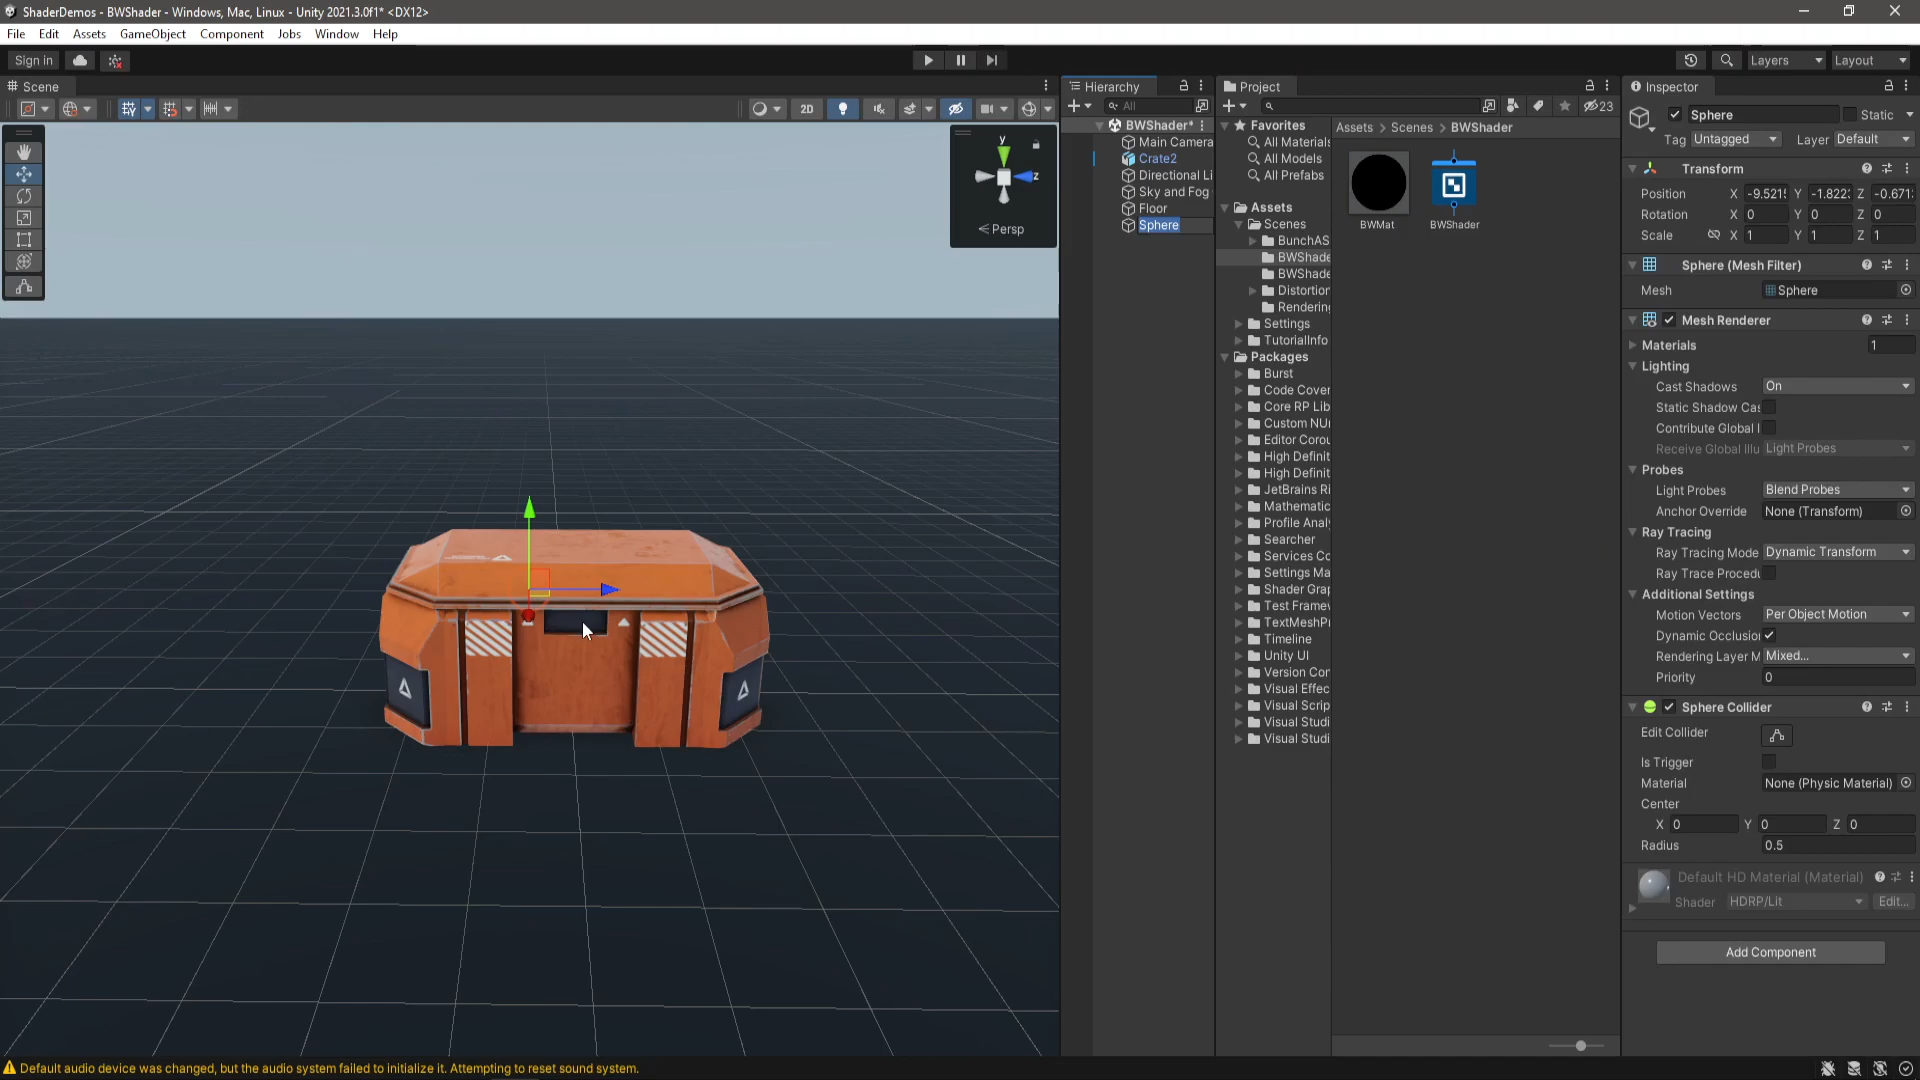 ShaderDemos - BWShader - Windows, Mac, Linux - Unity 2021.3.0f1* <DX12>
File Edit Assets GameObject Component Jobs Window Help
Sign in
Layers Layout
Scene
Hierarchy
Project
Inspector
2D
All
23
y
z
Persp
BWShader*
Main Camera
Crate2
Directional Li
Sky and Fog
Floor
Sphere
Favorites
All Materials
All Models
All Prefabs
Assets
Scenes
BunchAS
BWShade
BWShade
Distortion
Rendering
Settings
TutorialInfo
Packages
Burst
Code Cover
Core RP Lib
Custom NU
Editor Corou
High Definit
High Definit
JetBrains Ri
Mathematic
Profile Analy
Searcher
Services Co
Settings Ma
Shader Grap
Test Framew
TextMeshPr
Timeline
Unity UI
Version Con
Visual Effec
Visual Scrip
Visual Studi
Visual Studi
Assets > Scenes > BWShader
BWMat
BWShader
Sphere Static
Tag Untagged Layer Default
Transform
Position X -9.521 Y -1.822 Z -0.671
Rotation X 0 Y 0 Z 0
Scale X 1 Y 1 Z 1
Sphere (Mesh Filter)
Mesh Sphere
Mesh Renderer
Materials 1
Lighting
Cast Shadows On
Static Shadow Cas
Contribute Global I
Receive Global Illu Light Probes
Probes
Light Probes Blend Probes
Anchor Override None (Transform)
Ray Tracing
Ray Tracing Mode Dynamic Transform
Ray Trace Procedu
Additional Settings
Motion Vectors Per Object Motion
Dynamic Occlusion
Rendering Layer M Mixed...
Priority 0
Sphere Collider
Edit Collider
Is Trigger
Material None (Physic Material)
Center
X 0 Y 0 Z 0
Radius 0.5
Default HD Material (Material)
Shader HDRP/Lit Edit...
Add Component
Default audio device was changed, but the audio system failed to initialize it. Attempting to reset sound system.